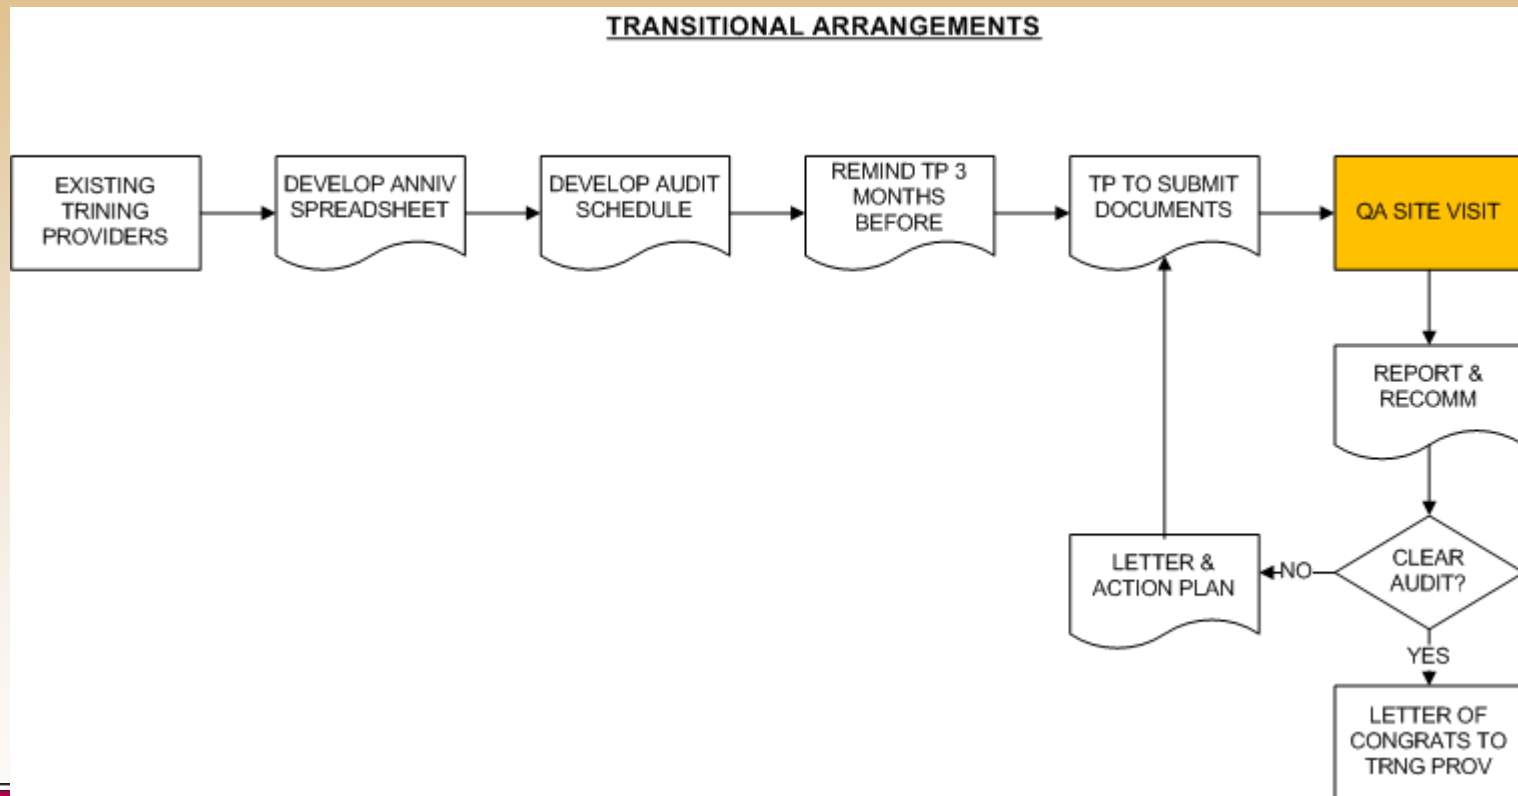 TRANSITIONAL ARRANGEMENTS
EXISTING
TRINING
PROVIDERS
DEVELOP ANNIV
SPREADSHEET
DEVELOP AUDIT
SCHEDULE
REMIND TP 3
MONTHS
BEFORE
TP TO SUBMIT
DOCUMENTS
QA SITE VISIT
REPORT &
RECOMM
CLEAR
AUDIT?
NO
LETTER &
ACTION PLAN
YES
LETTER OF
CONGRATS TO
TRNG PROV